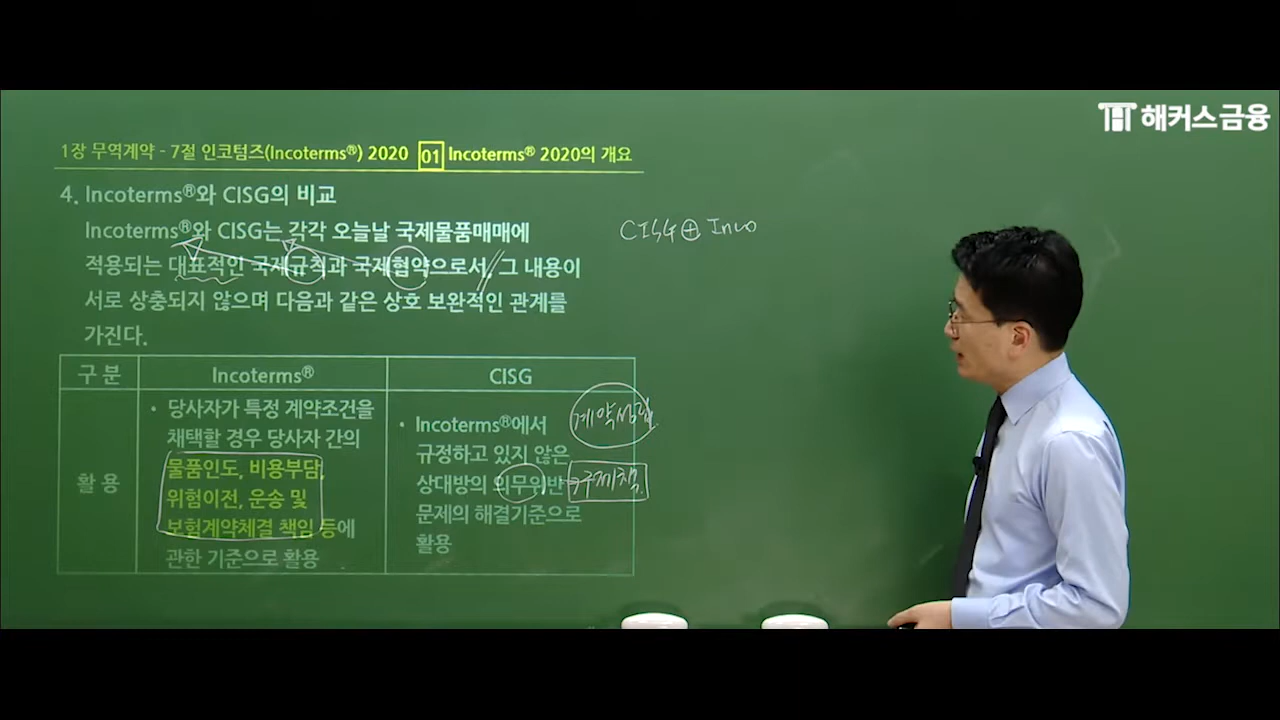 해커스금융
1장 무역계약 - 7절 인코텀즈(Incoterms®) 2020 01 Incoterms® 2020의 개요
4. Incoterms®와 CISG의 비교
Incoterms®와 CISG는 각각 오늘날 국제물품매매에
적용되는 대표적인 국제규칙과 국제협약으로서, 그 내용이
서로 상충되지 않으며 다음과 같은 상호 보완적인 관계를
가진다.
CISG ⊕ Inco
구 분
Incoterms®
CISG
활 용
• 당사자가 특정 계약조건을
채택할 경우 당사자 간의
물품인도, 비용부담,
위험이전, 운송 및
보험계약체결 책임 등에
관한 기준으로 활용
• Incoterms®에서
규정하고 있지 않은
상대방의 의무위반
문제의 해결기준으로
활용
계약성립
구제책